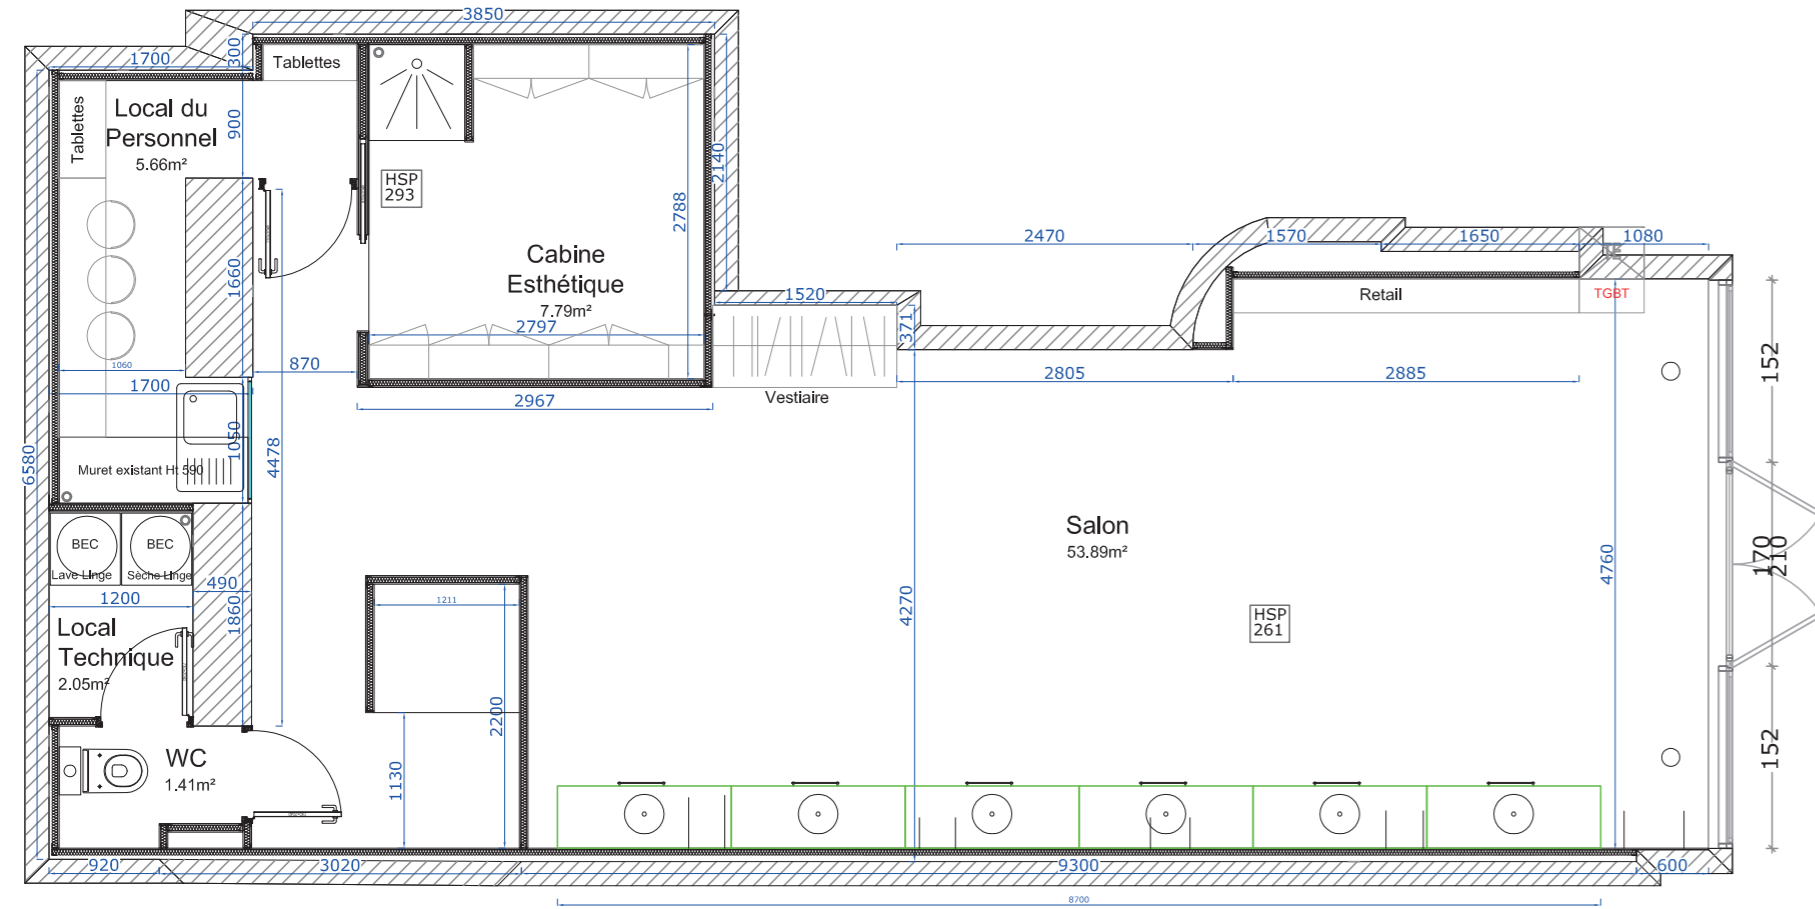 3850
1700
300
Tablettes
Local du
Personnel
5.66m²
Tablettes
900
HSP
293
2140
2788
Cabine
Esthétique
7.79m²
2797
1660
2470
1570
1650
1080
Retail
TGBT
1520
371
1060
870
1700
2967
Vestiaire
2805
2885
152
6580
1050
4478
Muret existant Ht 590
BEC
BEC
Lave Linge
Sèche Linge
490
1200
1860
Local
Technique
2.05m²
1211
2200
1130
Salon
53.89m²
4270
4760
170
210
HSP
261
152
WC
1.41m²
920
3020
9300
600
8700